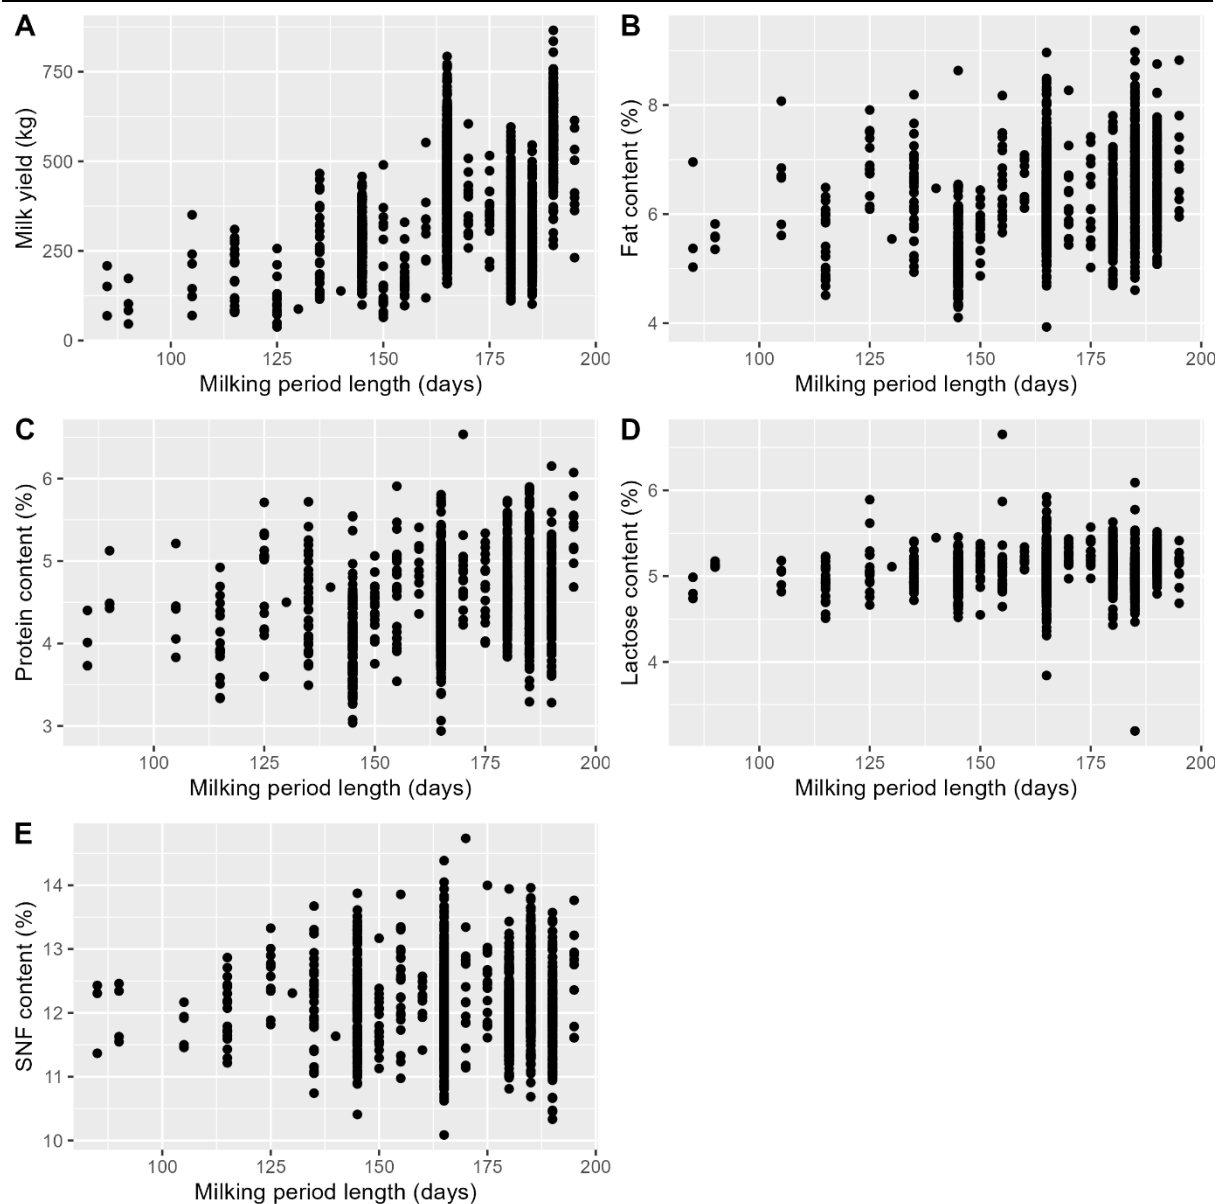 A
Milk yield (kg)
750
500
250
0
100 125 150 175 200
Milking period length (days)
B
Fat content (%)
8
6
4
100 125 150 175 200
Milking period length (days)
C
Protein content (%)
6
5
4
3
100 125 150 175 200
Milking period length (days)
D
Lactose content (%)
6
5
4
100 125 150 175 200
Milking period length (days)
E
SNF content (%)
14
13
12
11
10
100 125 150 175 200
Milking period length (days)